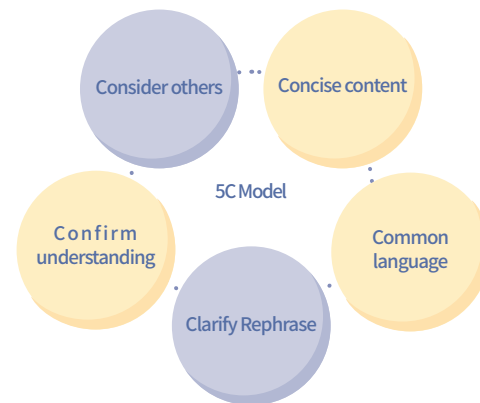 Consider others
Concise content
5C Model
Confirm
understanding
Common
language
Clarify Rephrase